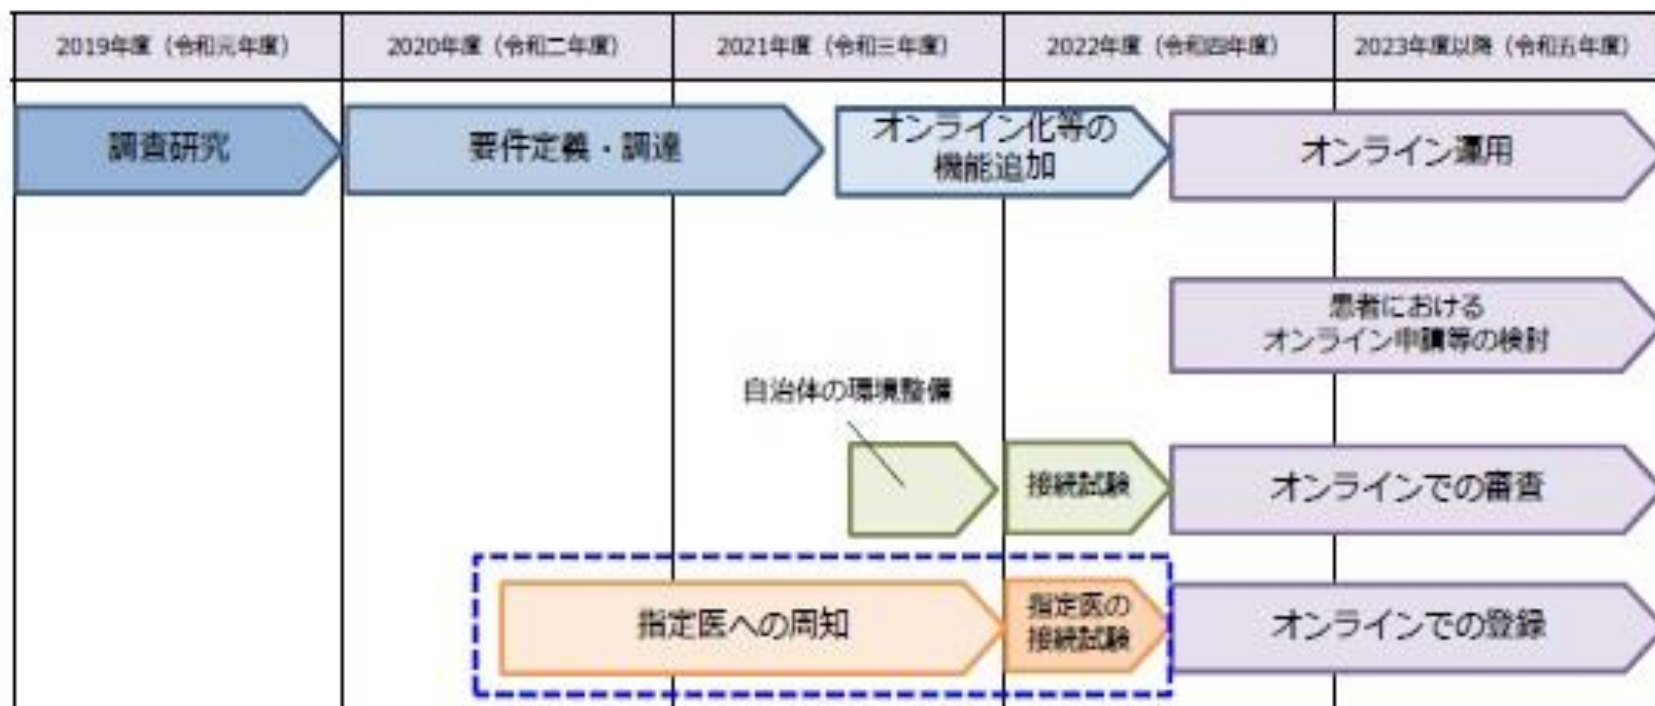 2019年度（令和元年度）
2020年度（令和二年度）
2021年度（令和三年度）
2022年度（令和四年度）
2023年度以降（令和五年度）
調査研究
要件定義・調達
オンライン化等の
機能追加
オンライン運用
患者における
オンライン申請等の検討
自治体の環境整備
接続試験
オンラインでの審査
指定医への周知
指定医の
接続試験
オンラインでの登録